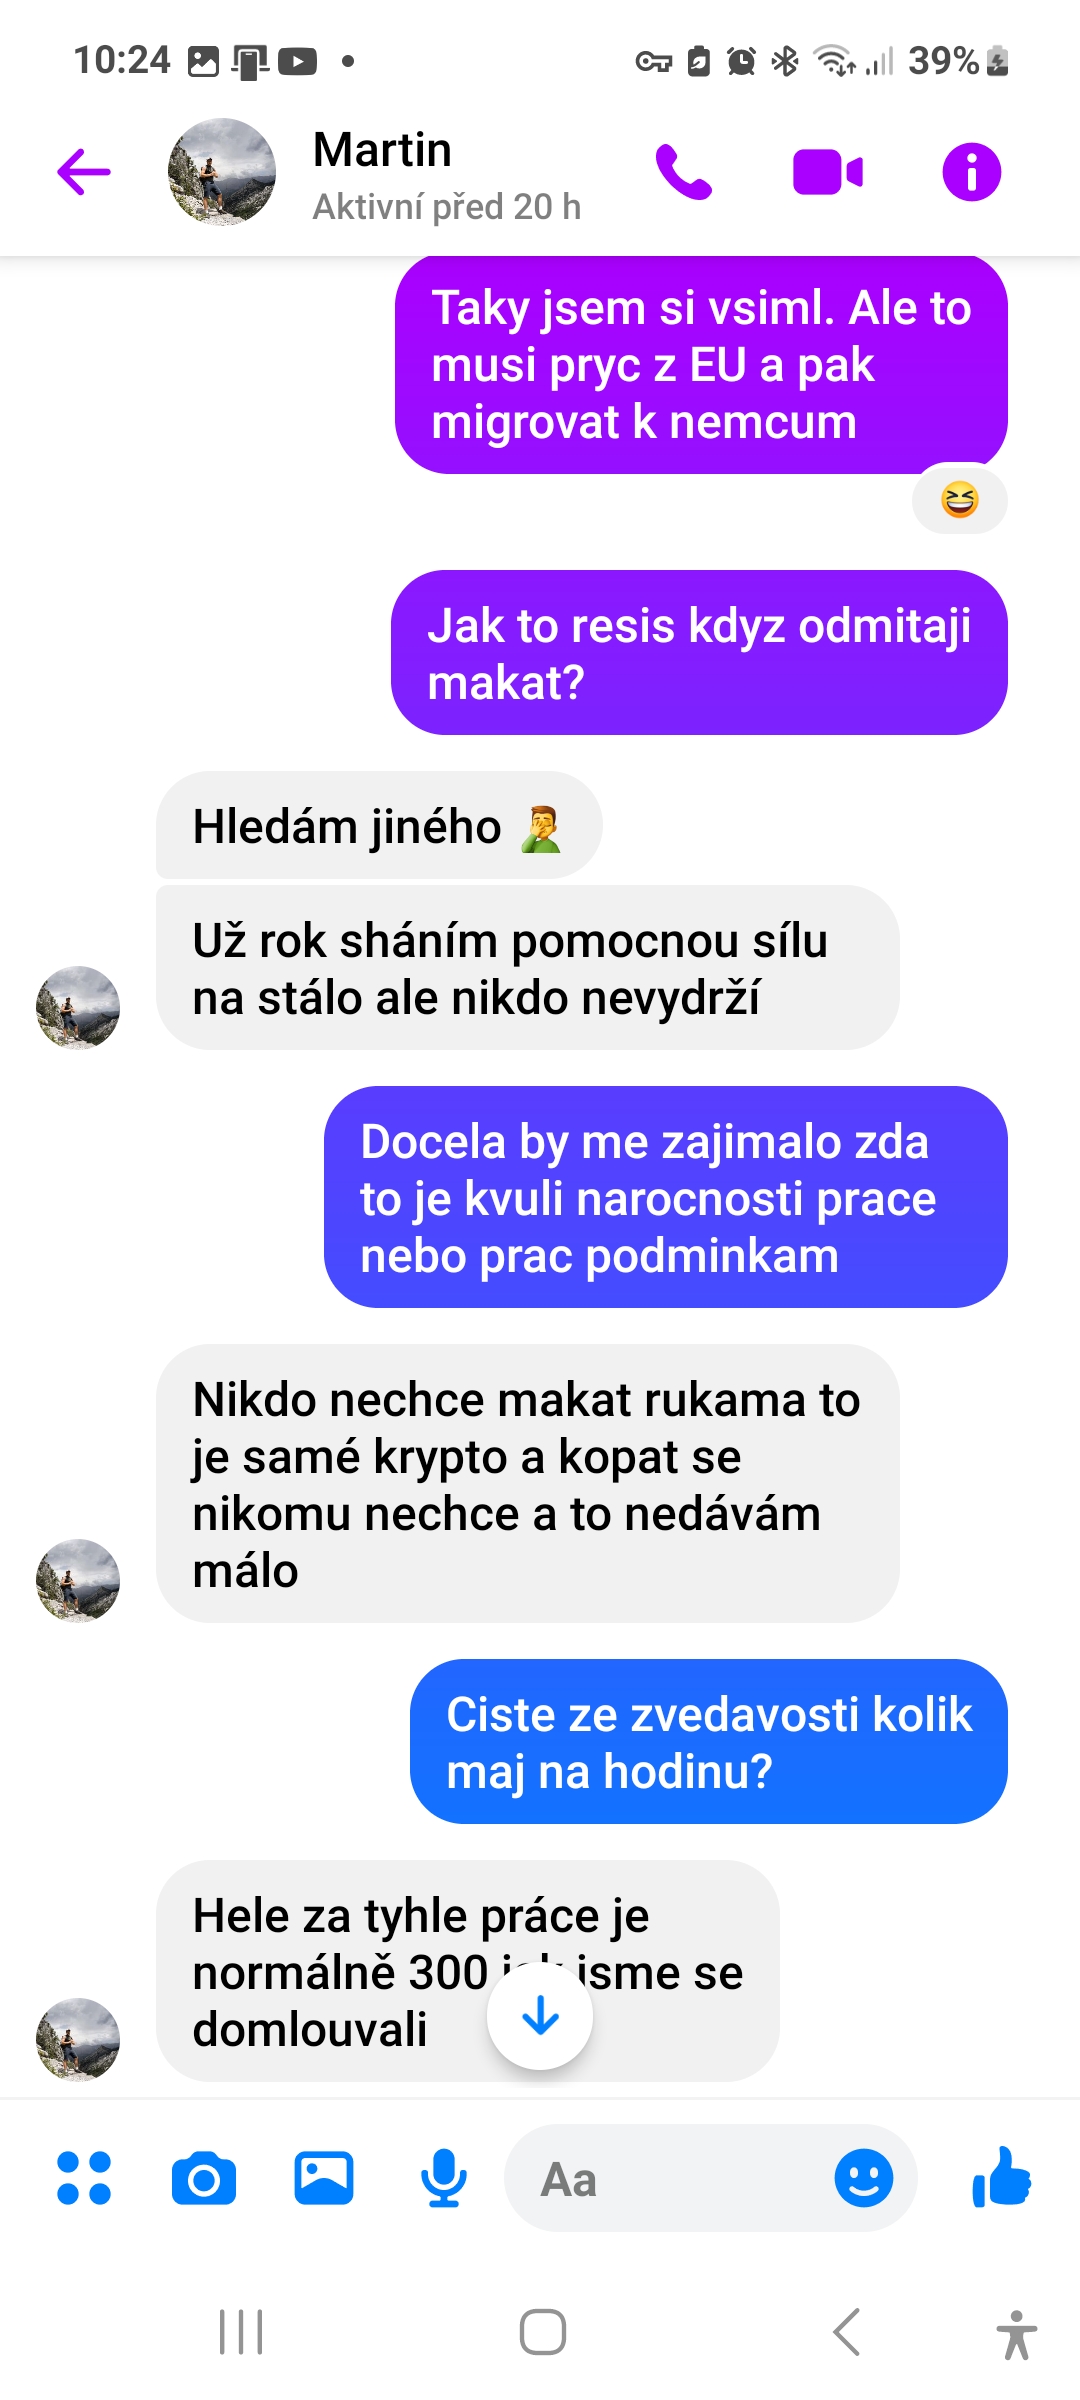 10:24
39%
Martin
Aktivní před 20 h
Taky jsem si vsiml. Ale to
musi pryc z EU a pak
migrovat k nemcum
Jak to resis kdyz odmitaji
makat?
Hledám jiného
Už rok sháním pomocnou sílu
na stálo ale nikdo nevydrží
Docela by me zajimalo zda
to je kvuli narocnosti prace
nebo prac podminkam
Nikdo nechce makat rukama to
je samé krypto a kopat se
nikomu nechce a to nedávám
málo
Ciste ze zvedavosti kolik
maj na hodinu?
Hele za tyhle práce je
normálně 300 jsme se
domlouvali
Aa